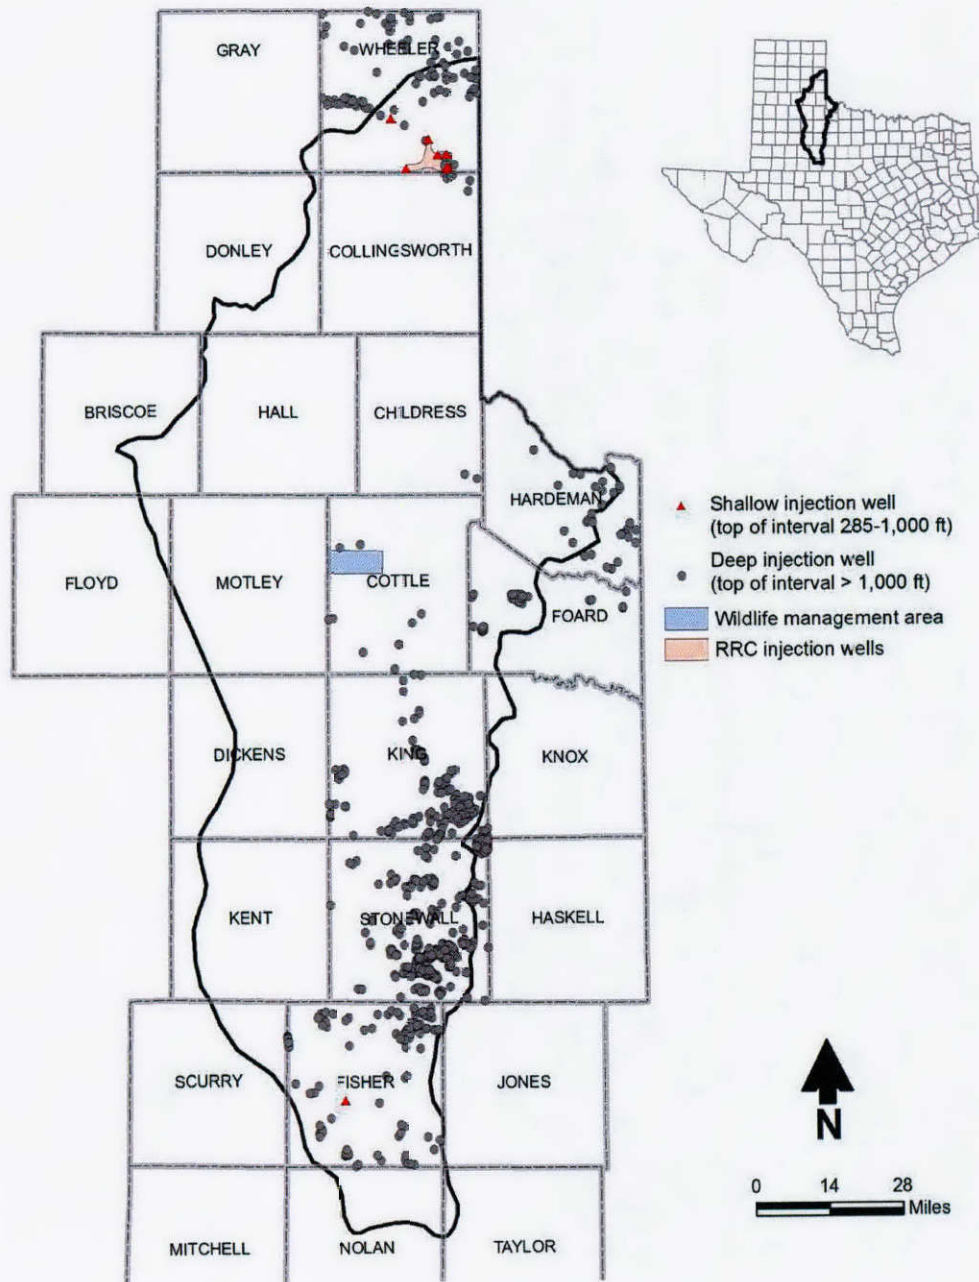 GRAY
WHEELER
DONLEY
COLLINGSWORTH
BRISCOE
HALL
CHILDRESS
HARDEMAN
FLOYD
MOTLEY
COTTLE
FOARD
DICKENS
KING
KNOX
KENT
STONEWALL
HASKELL
SCURRY
FISHER
JONES
MITCHELL
NOLAN
TAYLOR
Shallow injection well
(top of interval 285-1,000 ft)
Deep injection well
(top of interval > 1,000 ft)
Wildlife management area
RRC injection wells
N
0 14 28
Miles